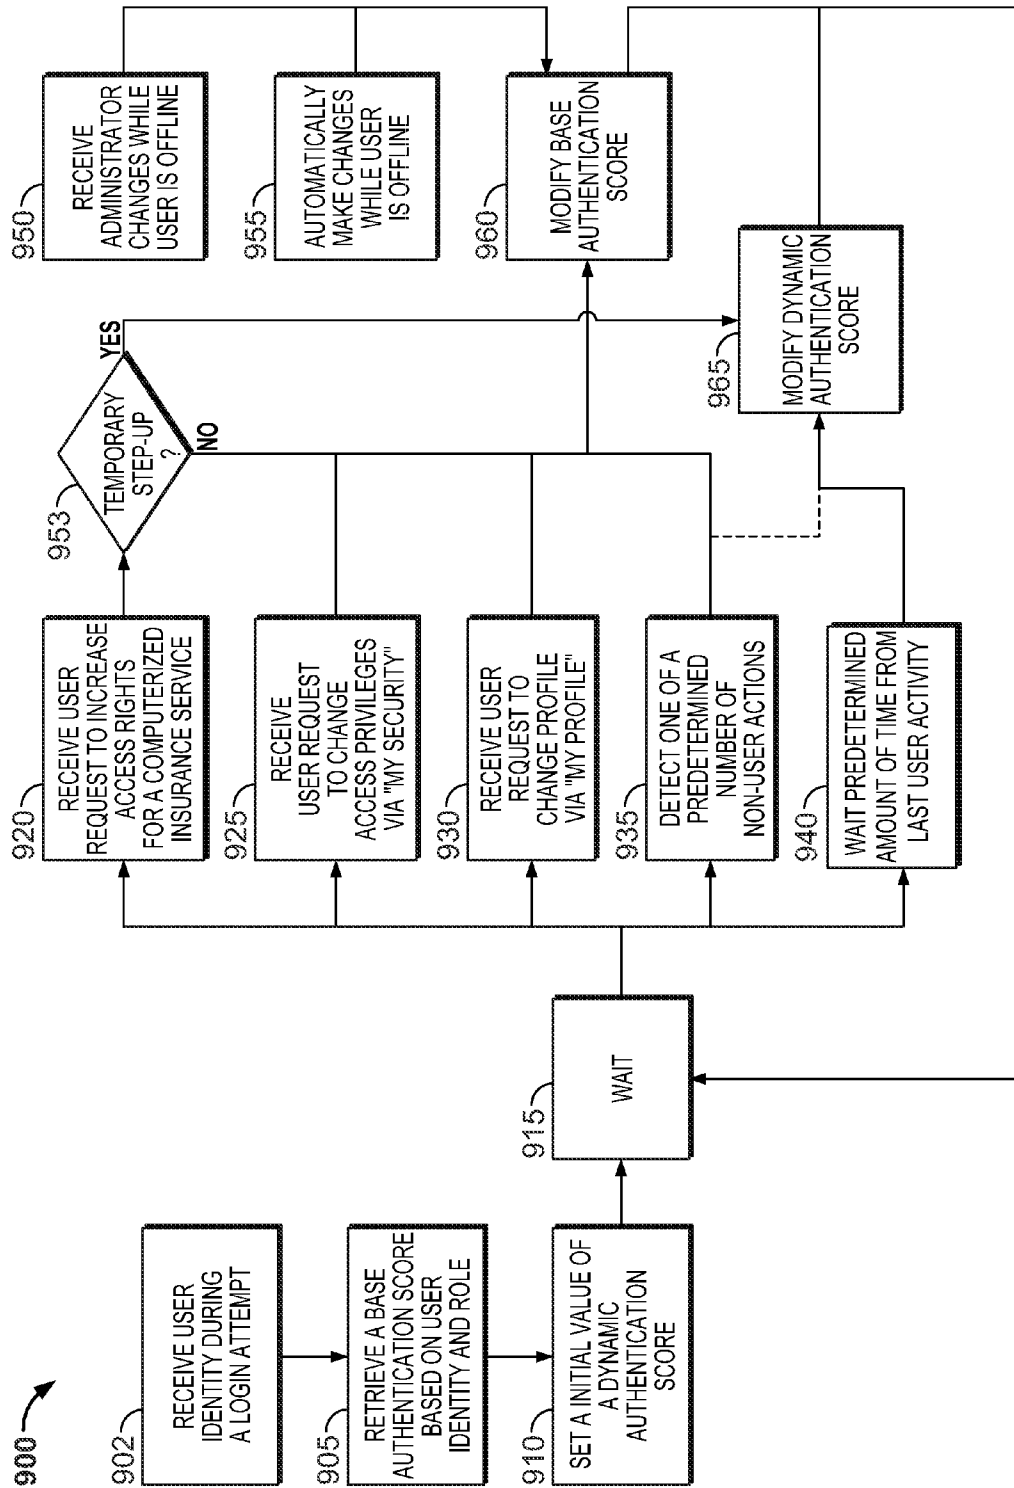 900
902
RECEIVE USER
IDENTITY DURING
A LOGIN ATTEMPT
905
RETRIEVE A BASE
AUTHENTICATION SCORE
BASED ON USER
IDENTITY AND ROLE
910
SET A INITIAL VALUE OF
A DYNAMIC
AUTHENTICATION
SCORE
915
WAIT
920
RECEIVE USER
REQUEST TO INCREASE
ACCESS RIGHTS
FOR A COMPUTERIZED
INSURANCE SERVICE
925
RECEIVE
USER REQUEST
TO CHANGE
ACCESS PRIVILEGES
VIA "MY SECURITY"
930
RECEIVE USER
REQUEST TO
CHANGE PROFILE
VIA "MY PROFILE"
935
DETECT ONE OF A
PREDETERMINED
NUMBER OF
NON-USER ACTIONS
940
WAIT PREDETERMINED
AMOUNT OF TIME FROM
LAST USER ACTIVITY
953
TEMPORARY
STEP-UP
?
YES
NO
950
RECEIVE
ADMINISTRATOR
CHANGES WHILE
USER IS OFFLINE
955
AUTOMATICALLY
MAKE CHANGES
WHILE USER
IS OFFLINE
960
MODIFY BASE
AUTHENTICATION
SCORE
965
MODIFY DYNAMIC
AUTHENTICATION
SCORE